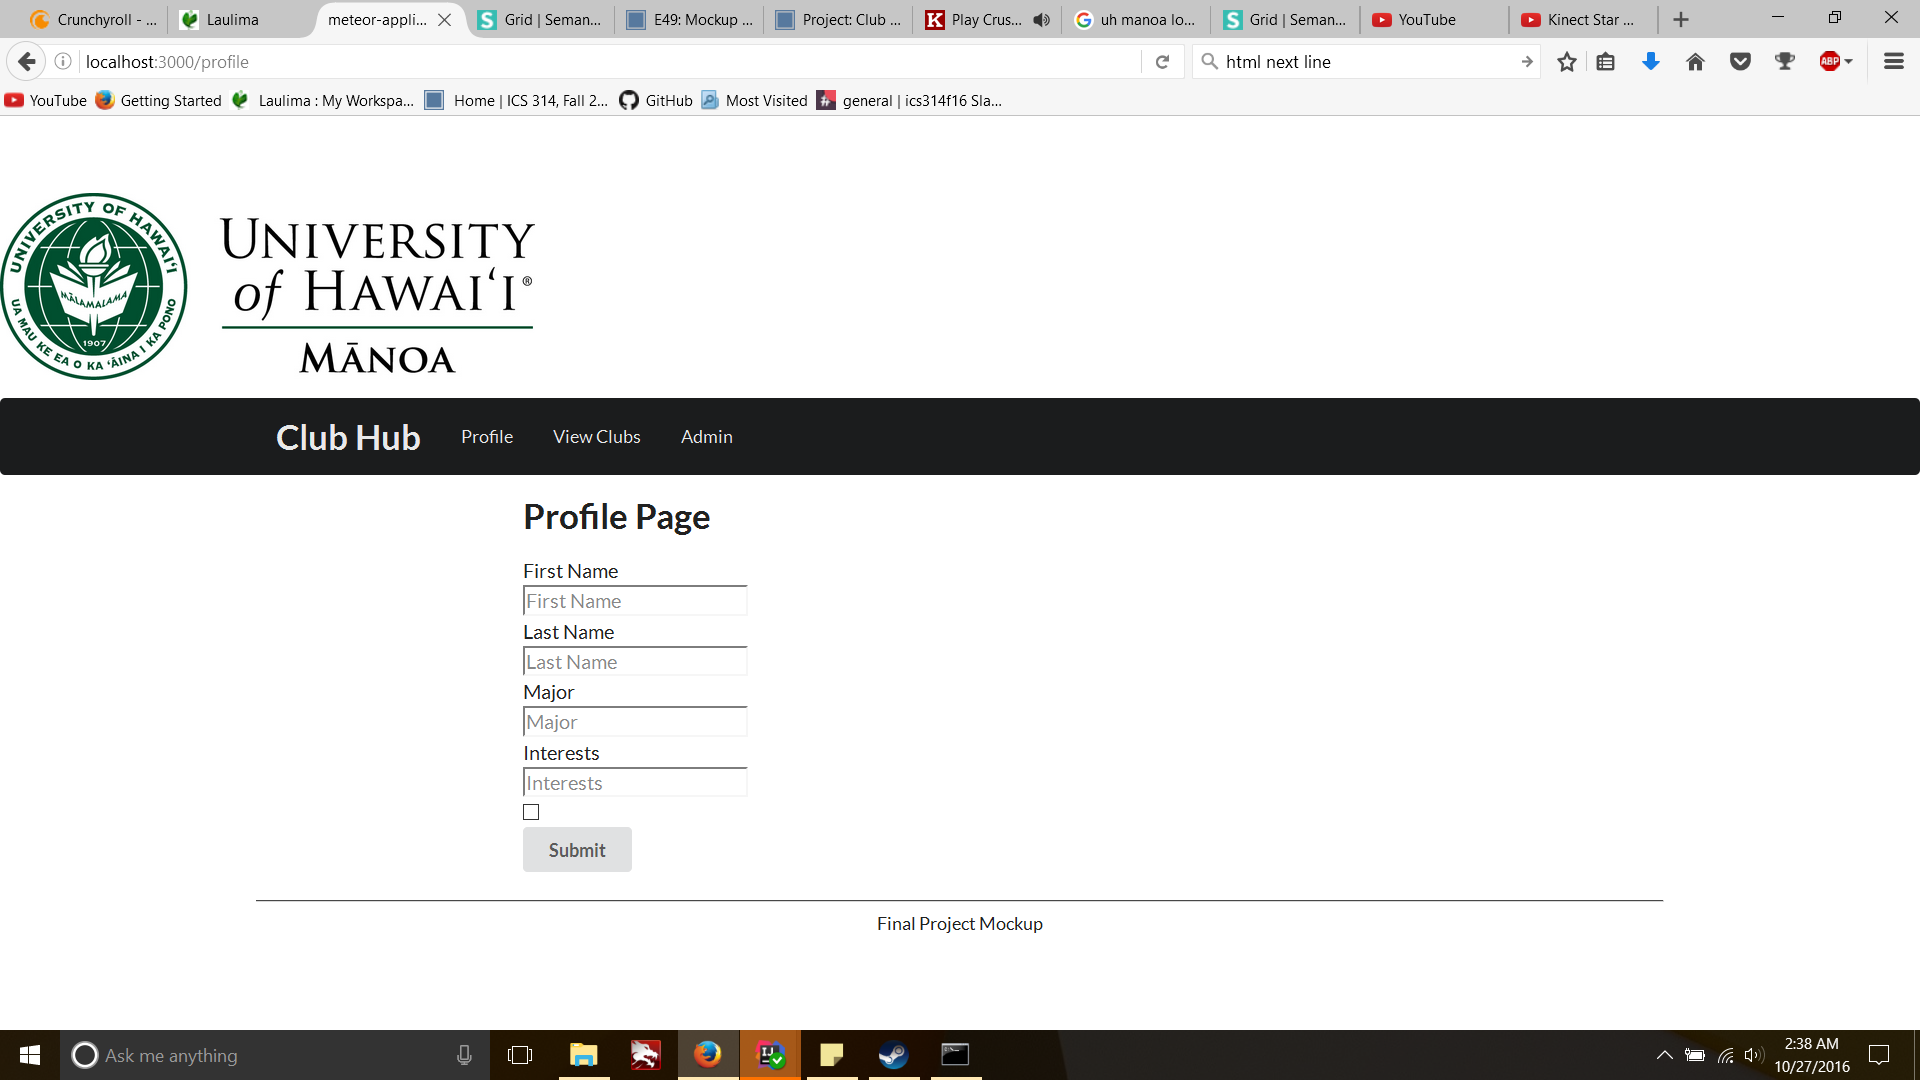 Crunchyroll - ...
Laulima
meteor-appli...
Grid | Seman...
E49: Mockup ...
Project: Club ...
Play Crus...
uh manoa lo...
Grid | Seman...
YouTube
Kinect Star ...
localhost:3000/profile
html next line
ABP
YouTube
Getting Started
Laulima : My Workspa...
Home | ICS 314, Fall 2...
GitHub
Most Visited
general | ics314f16 Sla...
UNIVERSITY OF HAWAI‘I
MĀLAMALAMA
1907
UA MAU KE EA O KA ‘ĀINA I KA PONO
UNIVERSITY
of HAWAI‘I®
MĀNOA
Club Hub
Profile
View Clubs
Admin
Profile Page
First Name
First Name
Last Name
Last Name
Major
Major
Interests
Interests
Submit
Final Project Mockup
Ask me anything
IJ
2:38 AM
10/27/2016